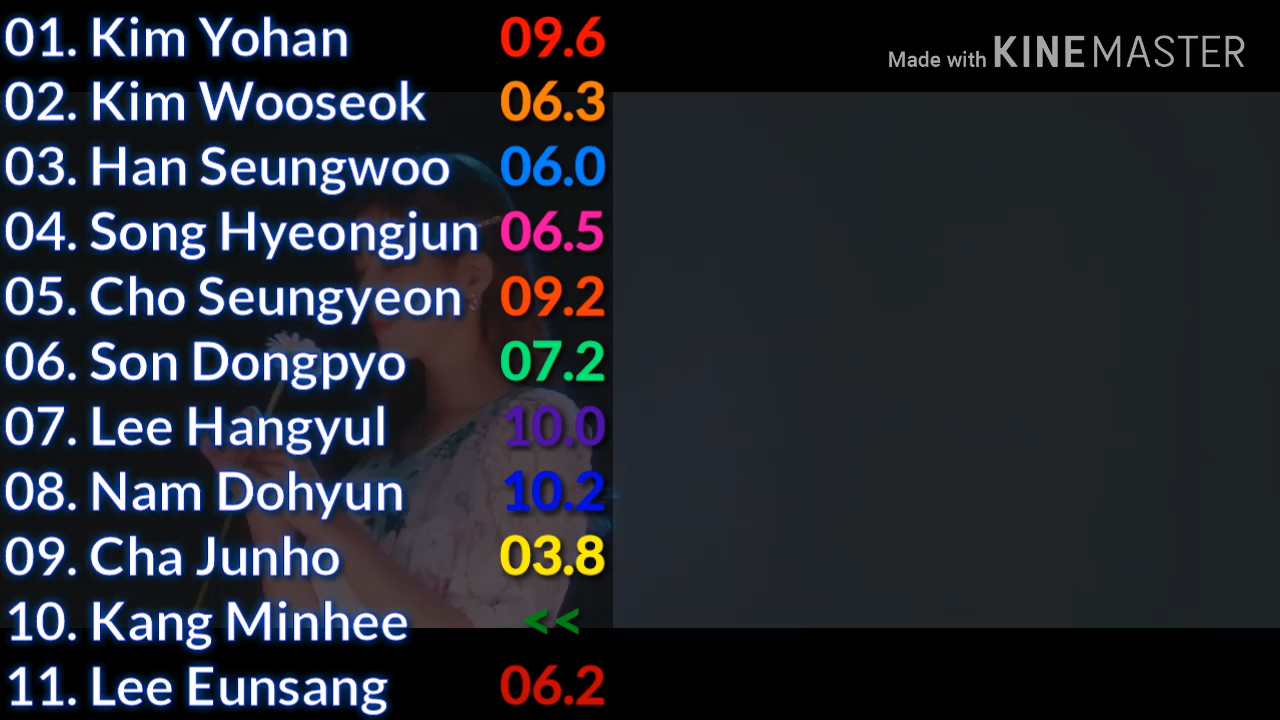 01. Kim Yohan 09.6
Made with KINEMASTER
02. Kim Wooseok 06.3
03. Han Seungwoo 06.0
04. Song Hyeongjun 06.5
05. Cho Seungyeon 09.2
06. Son Dongpyo 07.2
07. Lee Hangyul 10.0
08. Nam Dohyun 10.2
09. Cha Junho 03.8
10. Kang Minhee <<
11. Lee Eunsang 06.2